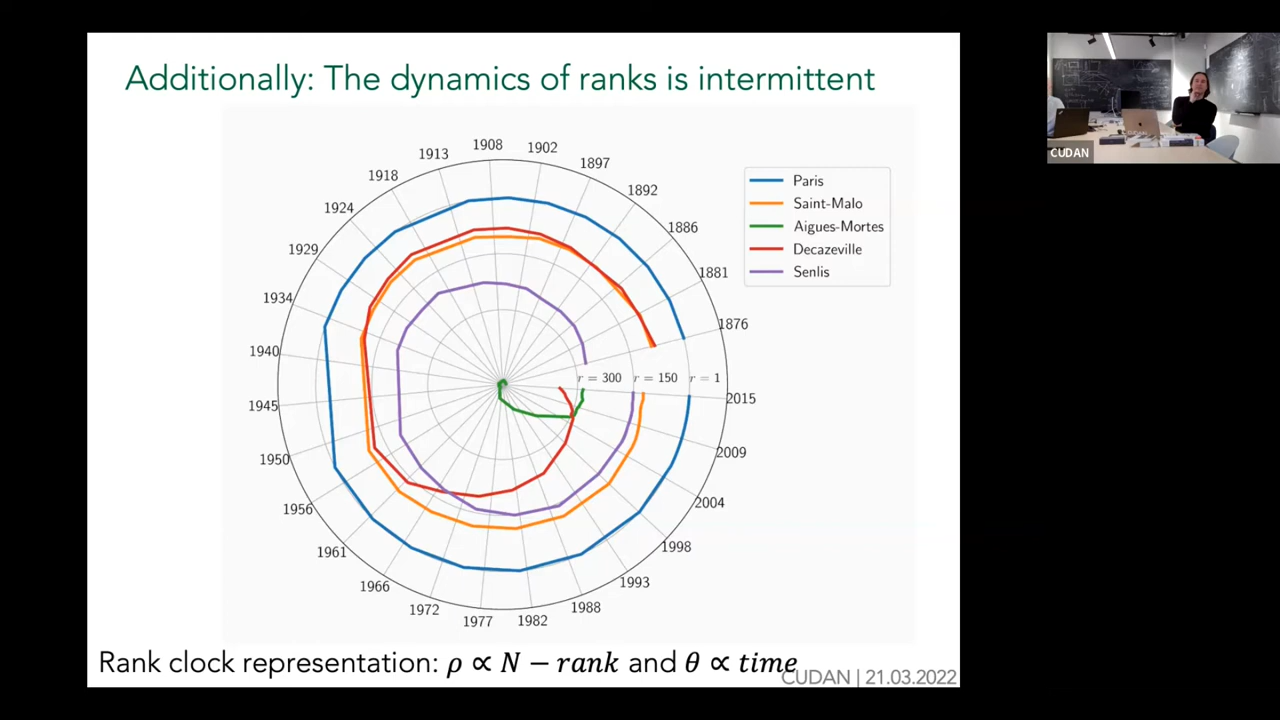 Additionally: The dynamics of ranks is intermittent
1908
1902
1913
1897
1918
1892
1924
1886
1929
1881
1934
1876
1940
1945
1950
1956
1961
1966
1972
1977
1982
1988
1993
1998
2004
2009
2015
r = 300
r = 150
r = 1
Paris
Saint-Malo
Aigues-Mortes
Decazeville
Senlis
Rank clock representation: ρ ∝ N − rank and θ ∝ time
CUDAN | 21.03.2022
CUDAN